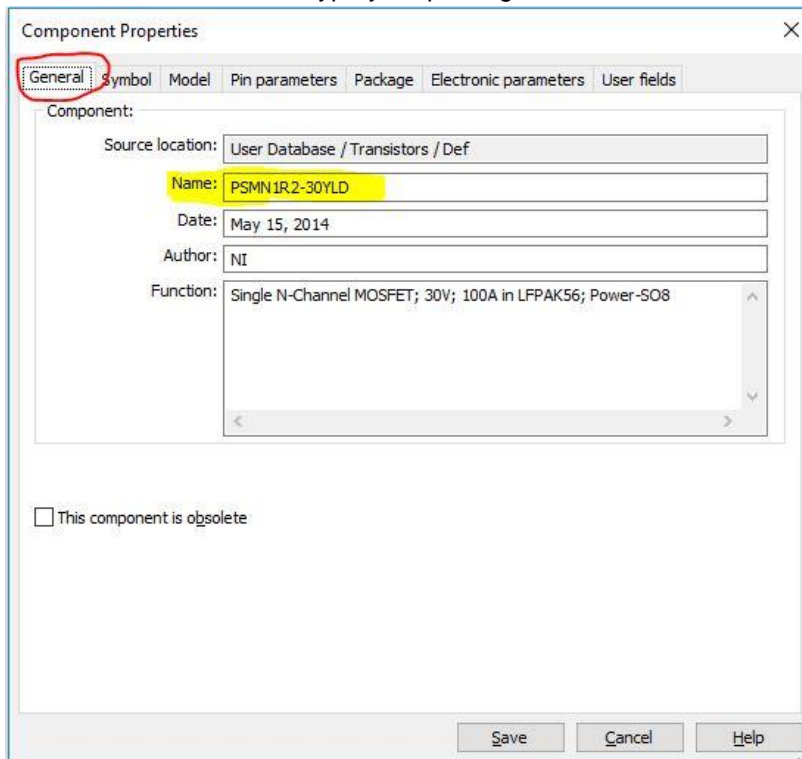 Component Properties
General Symbol Model Pin parameters Package Electronic parameters User fields
Component:
Source location: User Database / Transistors / Def
Name: PSMN1R2-30YLD
Date: May 15, 2014
Author: NI
Function: Single N-Channel MOSFET; 30V; 100A in LFPAK56; Power-SO8
This component is obsolete
Save Cancel Help